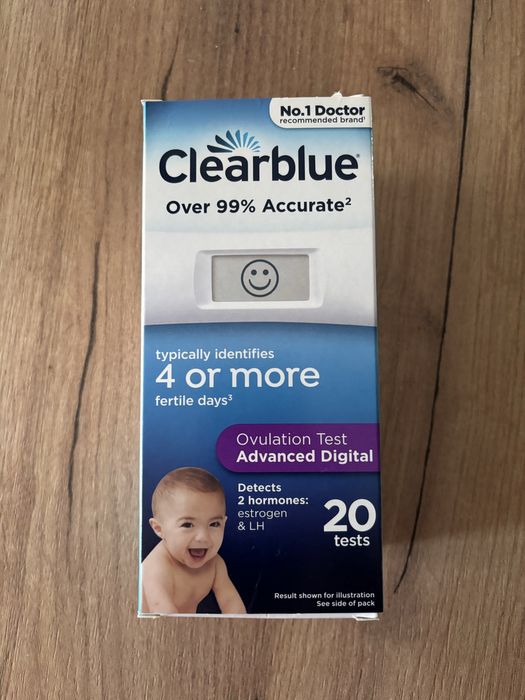 No.1 Doctor
recommended brand¹
Clearblue®
Over 99% Accurate²
typically identifies
4 or more
fertile days³
Ovulation Test
Advanced Digital
Detects
2 hormones:
estrogen
& LH
20
tests
Result shown for illustration
See side of pack